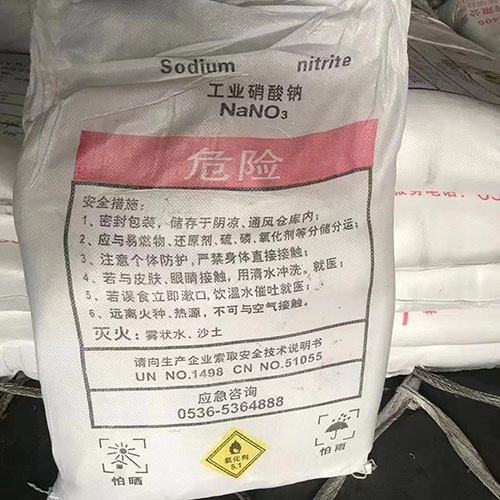 Sodium nitrite
工业硝酸钠
NaNO₃
危险
安全措施:
1、密封包装，储存于阴凉、通风仓库内;
2、应与易燃物、还原剂、硫、磷、氧化剂等分储分运;
3、注意个体防护,严禁身体直接接触;
4、若与皮肤、眼睛接触，用清水冲洗。就医;
5、若误食立即漱口、饮温水催吐就医;
6、远离火种、热源，不可与空气接触。
灭火: 雾状水、沙土
请向生产企业索取安全技术说明书
UN NO.1498 CN NO.51055
应急咨询
0536-5364888
怕晒
氧化剂
5.1
怕雨
服务电话: